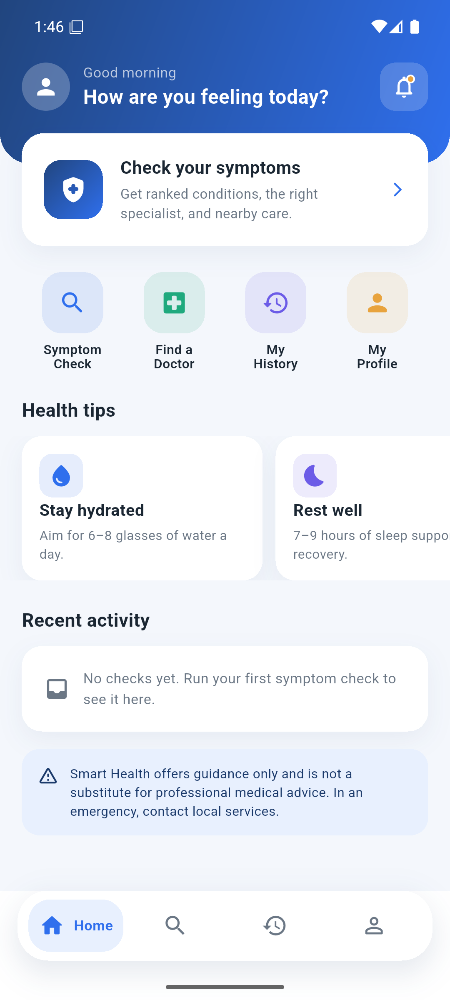 1:46
Good morning
How are you feeling today?
Check your symptoms
Get ranked conditions, the right
specialist, and nearby care.
Symptom
Check
Find a
Doctor
My
History
My
Profile
Health tips
Stay hydrated
Aim for 6–8 glasses of water a
day.
Rest well
7–9 hours of sleep
recovery.
Recent activity
No checks yet. Run your first symptom check to
see it here.
Smart Health offers guidance only and is not a
substitute for professional medical advice. In an
emergency, contact local services.
Home